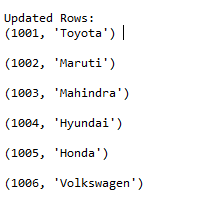 Updated Rows:
(1001, 'Toyota')
(1002, 'Maruti')
(1003, 'Mahindra')
(1004, 'Hyundai')
(1005, 'Honda')
(1006, 'Volkswagen')